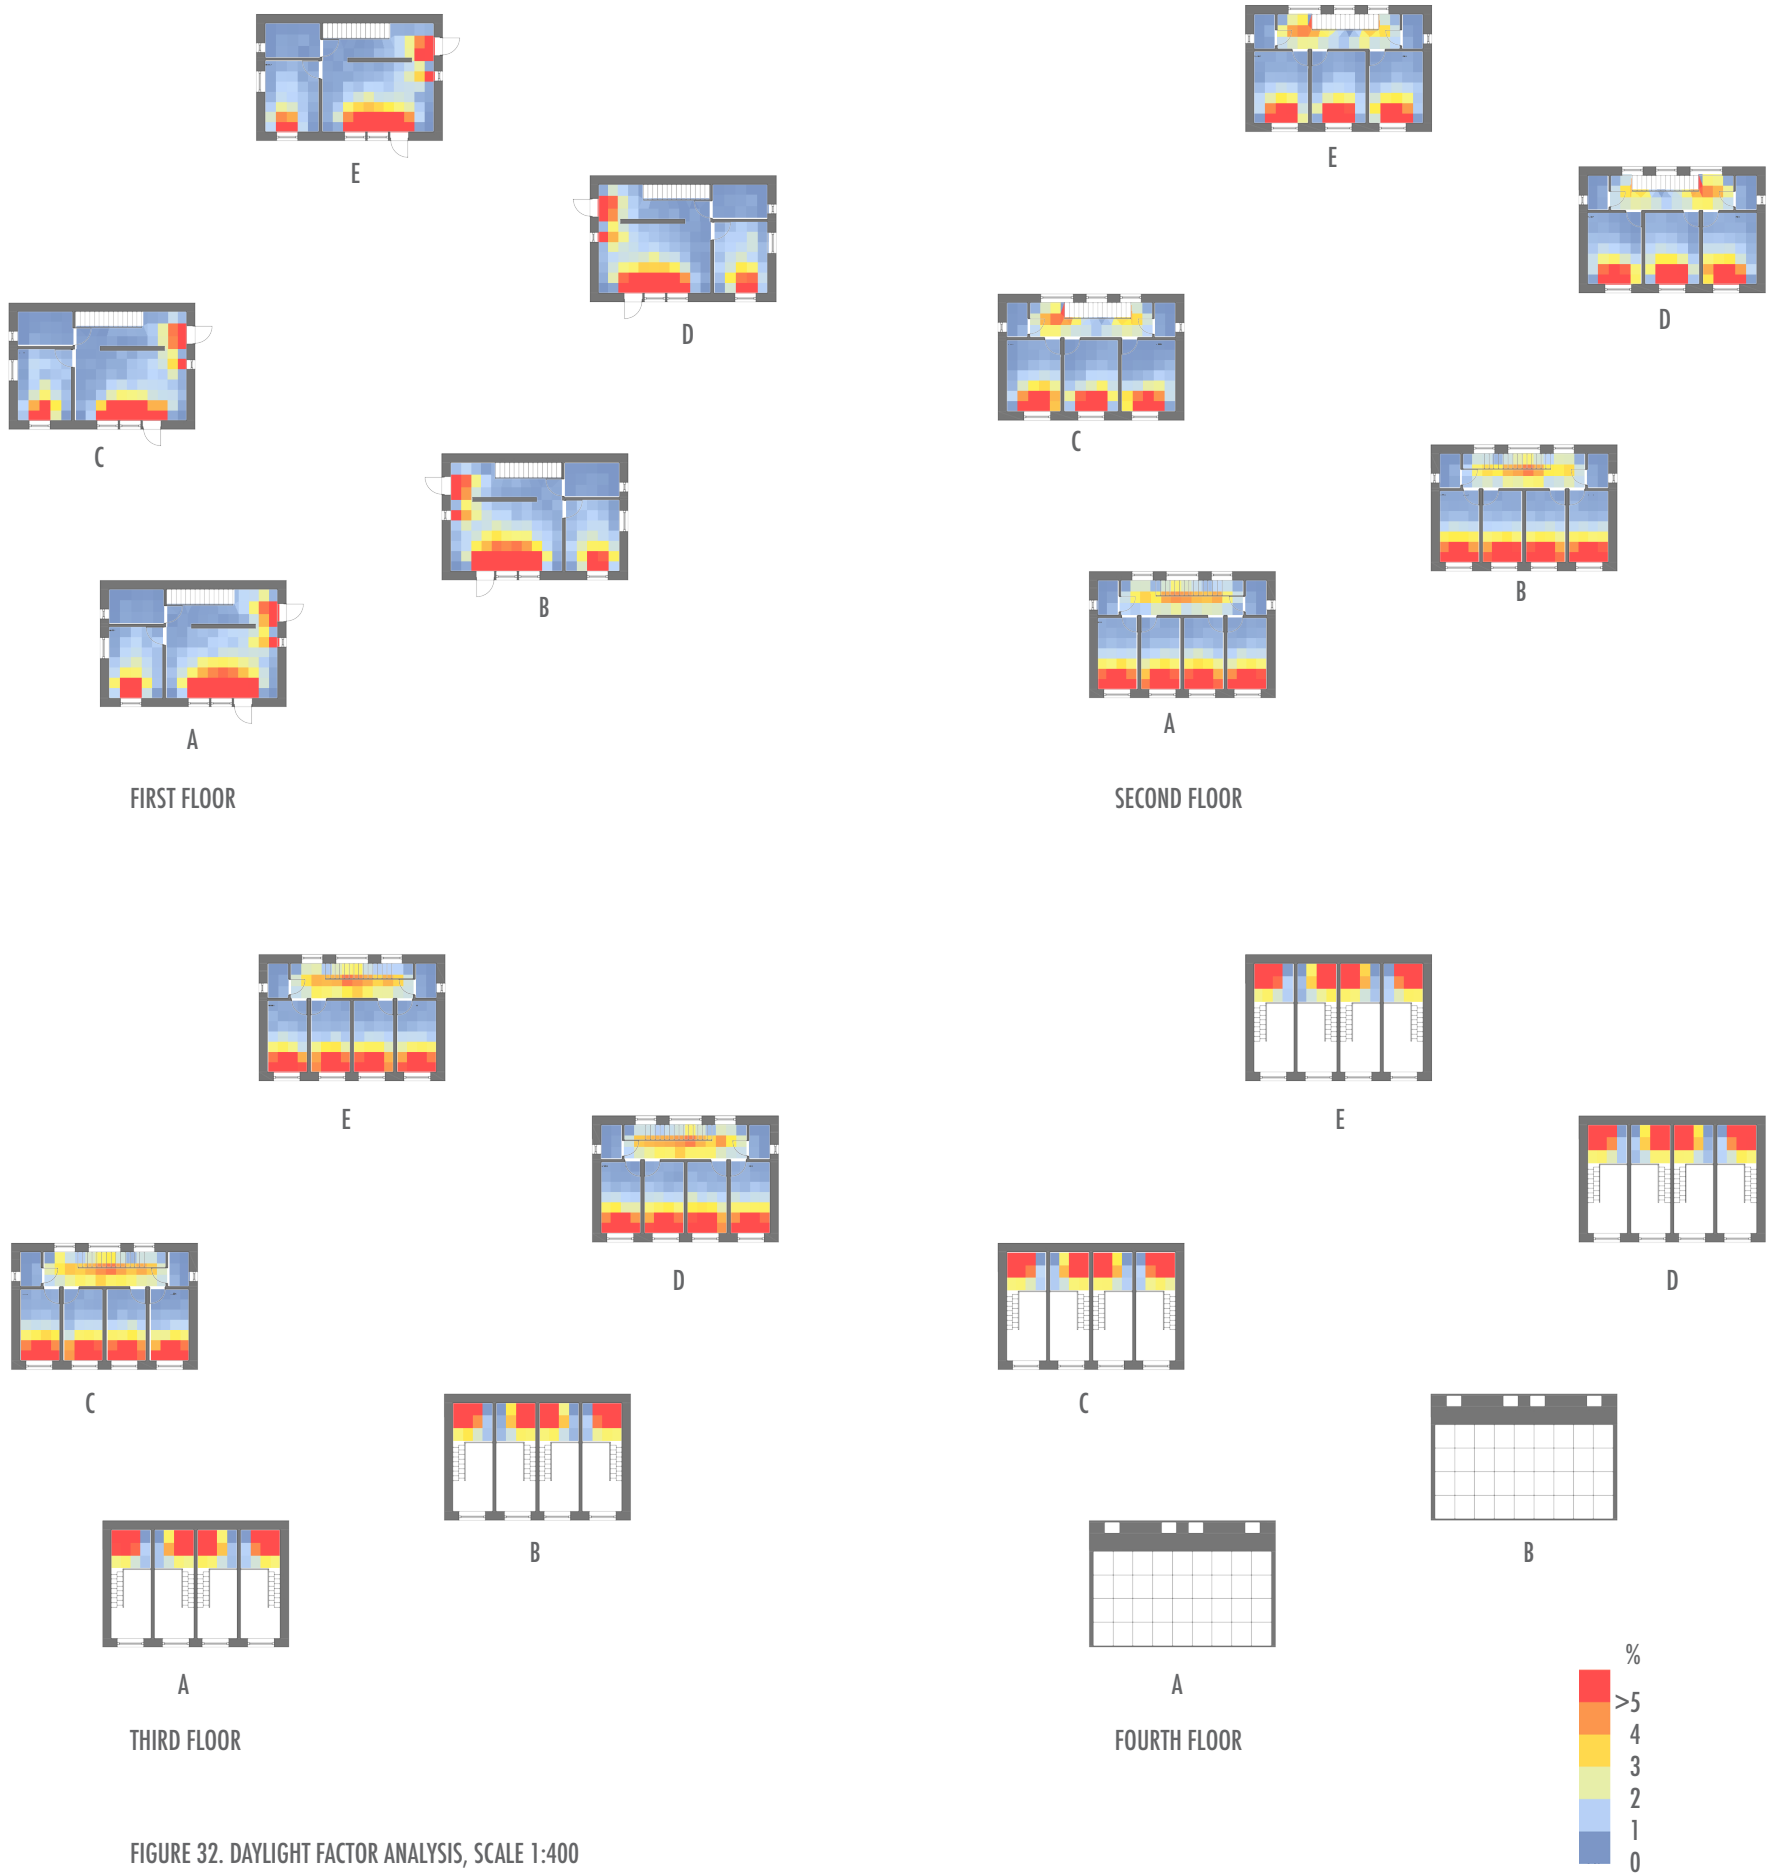 E
D
C
B
A
FIRST FLOOR
E
D
C
B
A
SECOND FLOOR
E
D
C
B
A
THIRD FLOOR
E
D
C
B
A
FOURTH FLOOR
%
>5
4
3
2
1
0
FIGURE 32. DAYLIGHT FACTOR ANALYSIS, SCALE 1:400